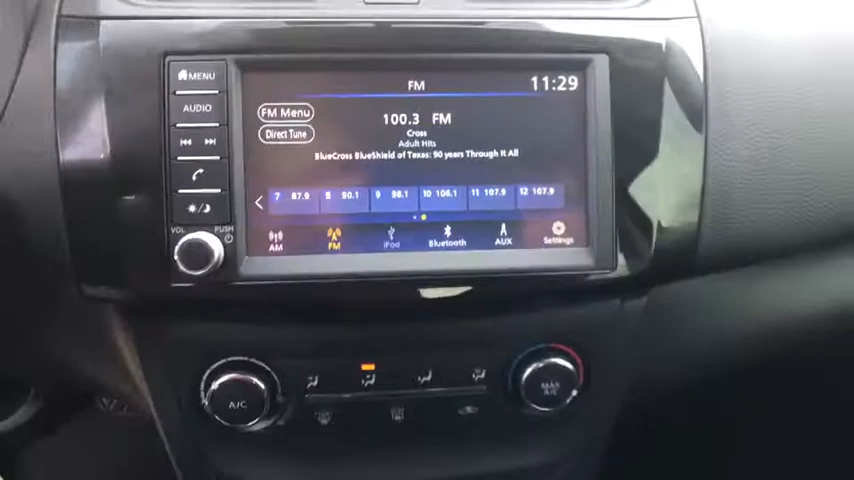 MENU
FM
11:29
AUDIO
FM Menu
100.3 FM
Direct Tune
Cross
Adult Hits
BlueCross BlueShield of Texas: 90 years Through It All
7 87.9 8 90.1 9 98.1 10 106.1 11 107.9 12 107.9
VOL PUSH
AM FM iPod Bluetooth AUX Settings
A/C
MAX A/C